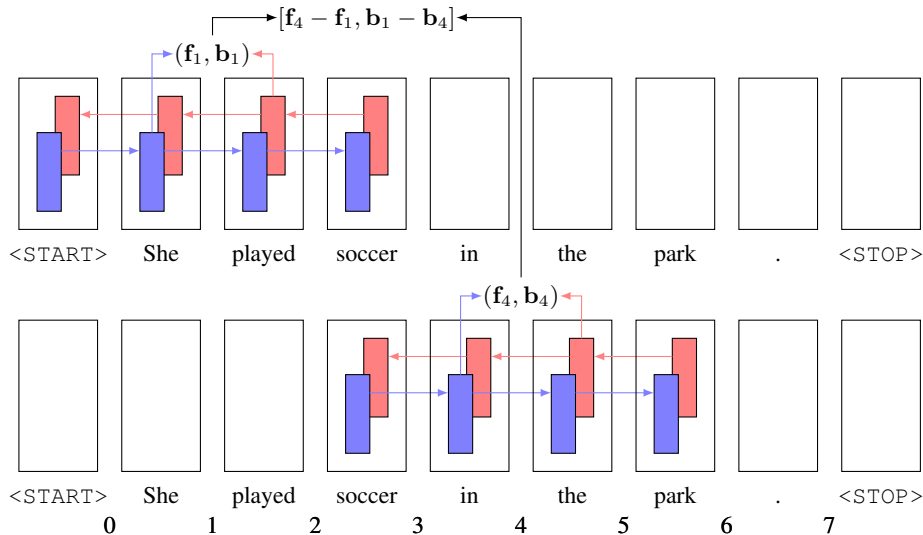 [f₄ − f₁, b₁ − b₄]
(f₁, b₁)
<START> She played soccer in the park . <STOP>
(f₄, b₄)
<START> She played soccer in the park . <STOP>
0 1 2 3 4 5 6 7